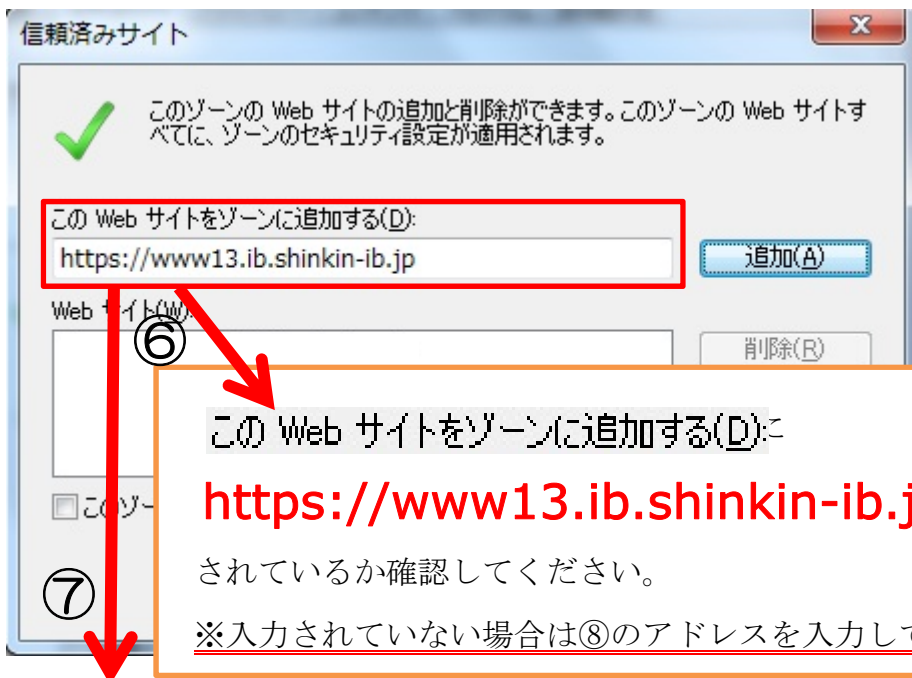 信頼済みサイト
このゾーンの Web サイトの追加と削除ができます。このゾーンの Web サイトす
べてに、ゾーンのセキュリティ設定が適用されます。
この Web サイトをゾーンに追加する(D):
https://www13.ib.shinkin-ib.jp
追加(A)
Web サイト(W):
⑥
削除(R)
この Web サイトをゾーンに追加する(D):に
https://www13.ib.shinkin-ib.j
このゾー
されているか確認してください。
⑦
※入力されていない場合は⑧のアドレスを入力して